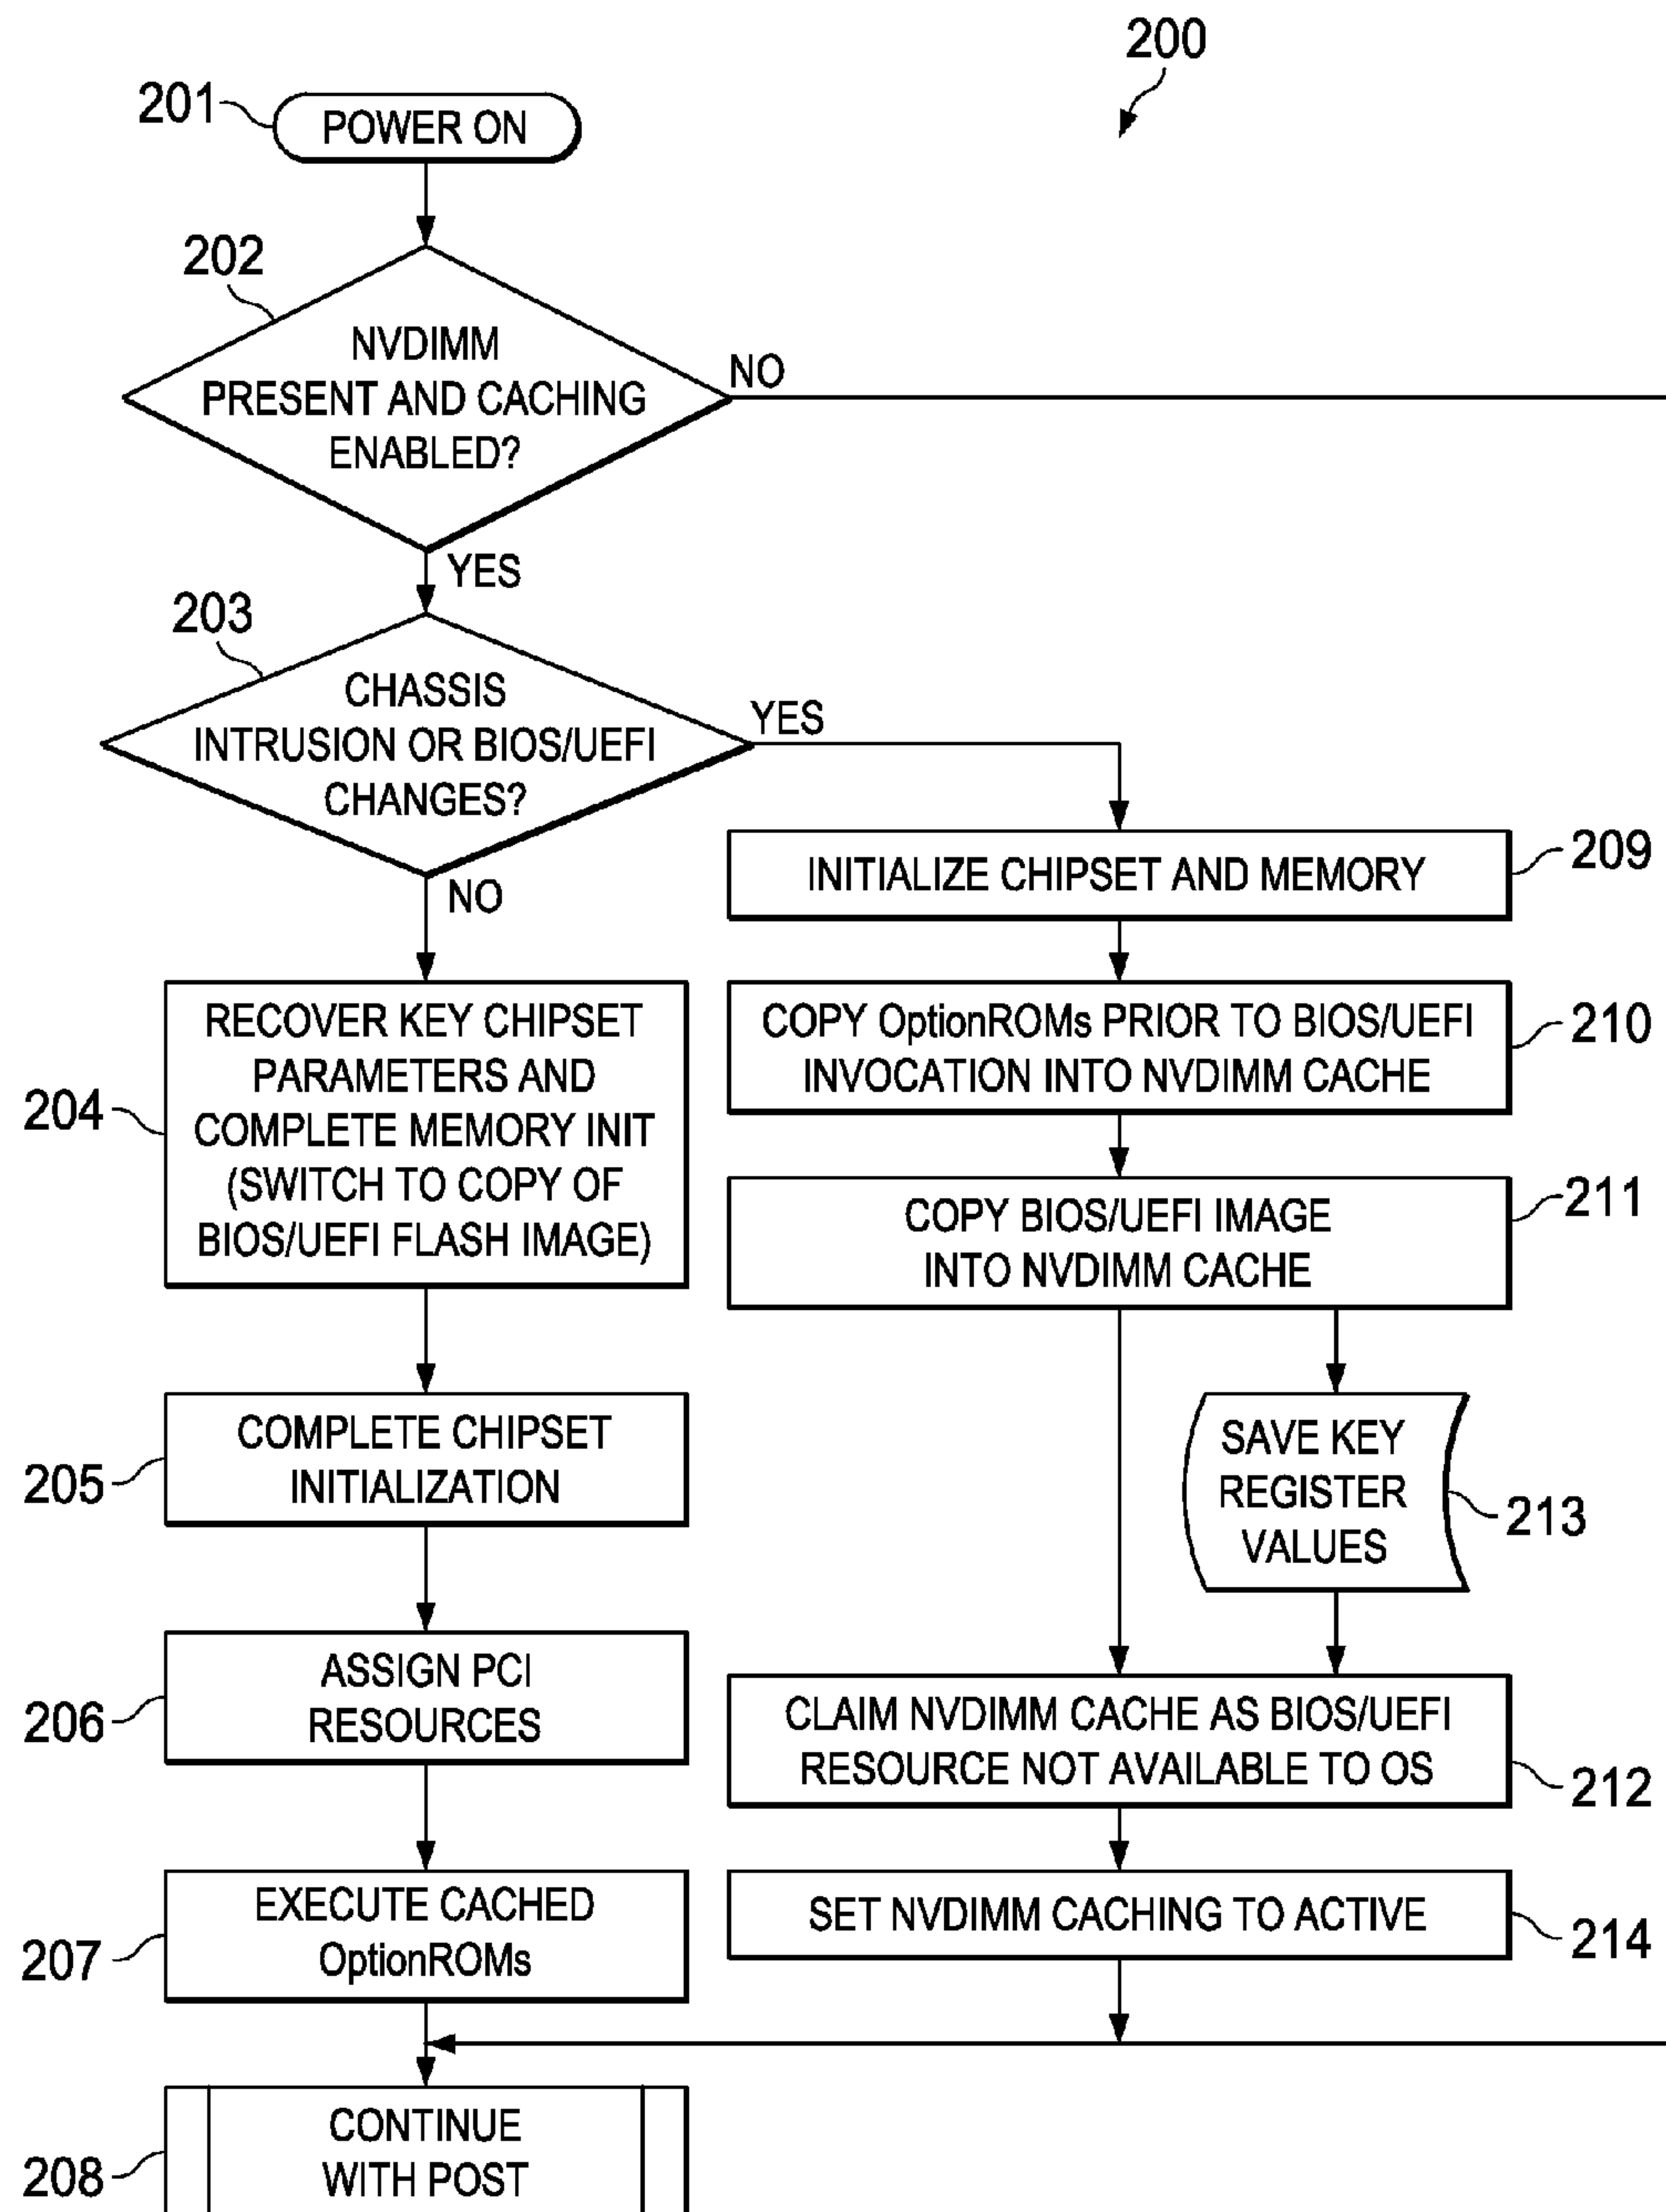 200
201
POWER ON
202
NVDIMM
PRESENT AND CACHING
ENABLED?
NO
YES
203
CHASSIS
INTRUSION OR BIOS/UEFI
CHANGES?
YES
NO
204
RECOVER KEY CHIPSET
PARAMETERS AND
COMPLETE MEMORY INIT
(SWITCH TO COPY OF
BIOS/UEFI FLASH IMAGE)
205
COMPLETE CHIPSET
INITIALIZATION
206
ASSIGN PCI
RESOURCES
207
EXECUTE CACHED
OptionROMs
208
CONTINUE
WITH POST
INITIALIZE CHIPSET AND MEMORY
209
COPY OptionROMs PRIOR TO BIOS/UEFI
INVOCATION INTO NVDIMM CACHE
210
COPY BIOS/UEFI IMAGE
INTO NVDIMM CACHE
211
SAVE KEY
REGISTER
VALUES
213
CLAIM NVDIMM CACHE AS BIOS/UEFI
RESOURCE NOT AVAILABLE TO OS
212
SET NVDIMM CACHING TO ACTIVE
214